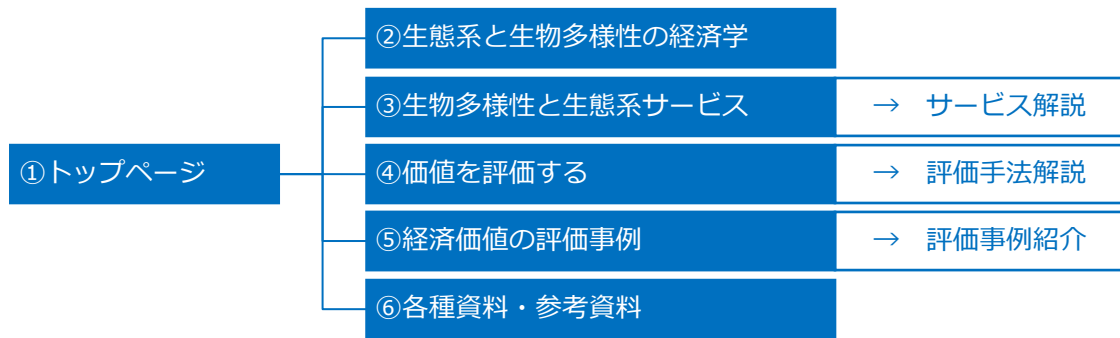 ②生態系と生物多様性の経済学
③生物多様性と生態系サービス
→ サービス解説
①トップページ
④価値を評価する
→ 評価手法解説
⑤経済価値の評価事例
→ 評価事例紹介
⑥各種資料・参考資料